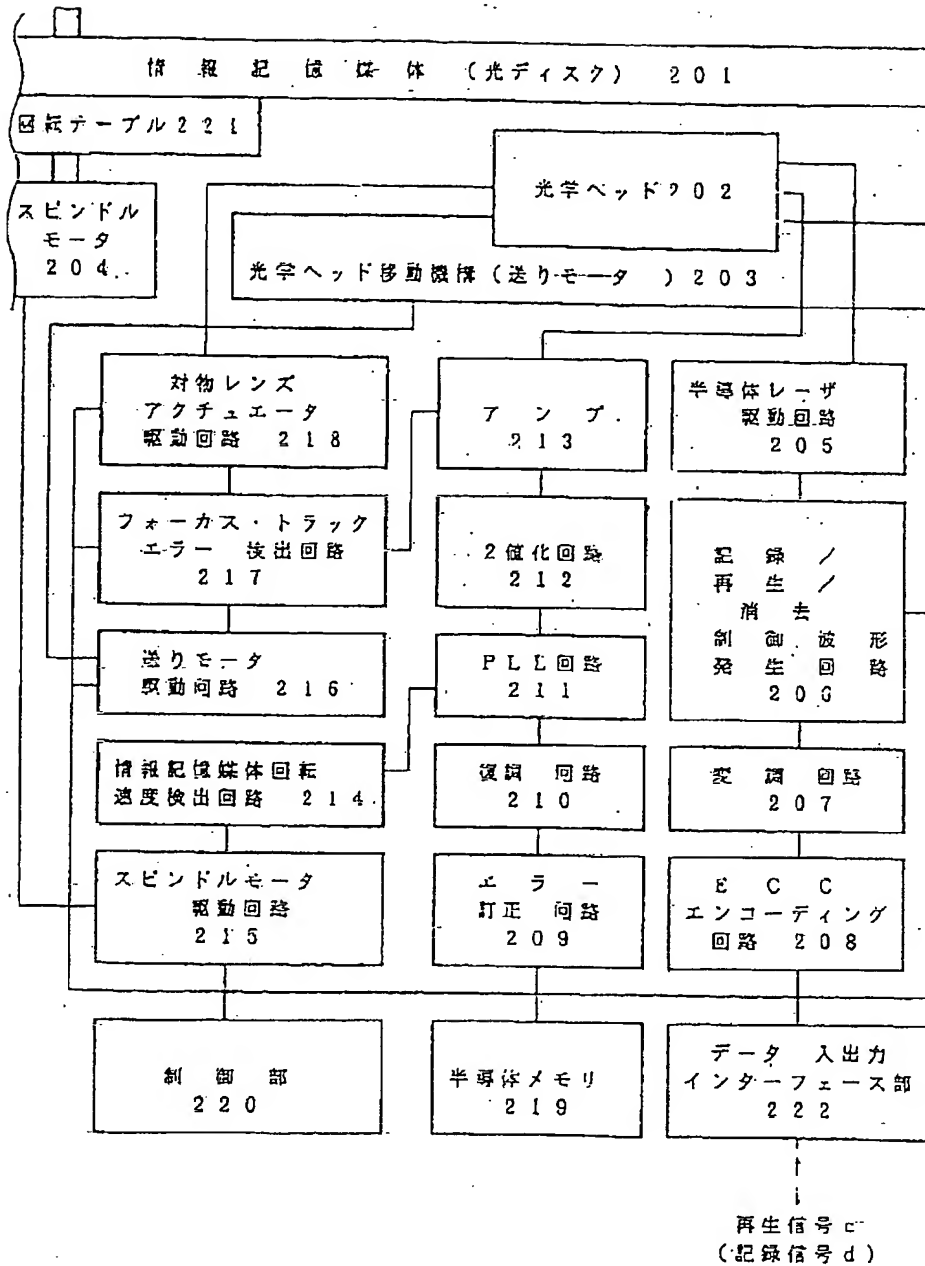 情報記憶媒体 (光ディスク) 201
回転テーブル221
光学ヘッド202
スピンドル
モータ
204
光学ヘッド移動機構(送りモータ)203
対物レンズ
アクチュエータ
駆動回路 218
アンプ
213
半導体レーザ
駆動回路
205
フォーカス・トラック
エラー 検出回路
217
2値化回路
212
記録/
再生/
消去
制御波形
発生回路
206
送りモータ
駆動回路 216
PLL回路
211
情報記憶媒体回転
速度検出回路 214
復調 回路
210
変調回路
207
スピンドルモータ
駆動回路
215
エラー
訂正 回路
209
ECC
エンコーディング
回路 208
制御部
220
半導体メモリ
219
データ 入出力
インターフェース部
222
再生信号c
(記録信号d)